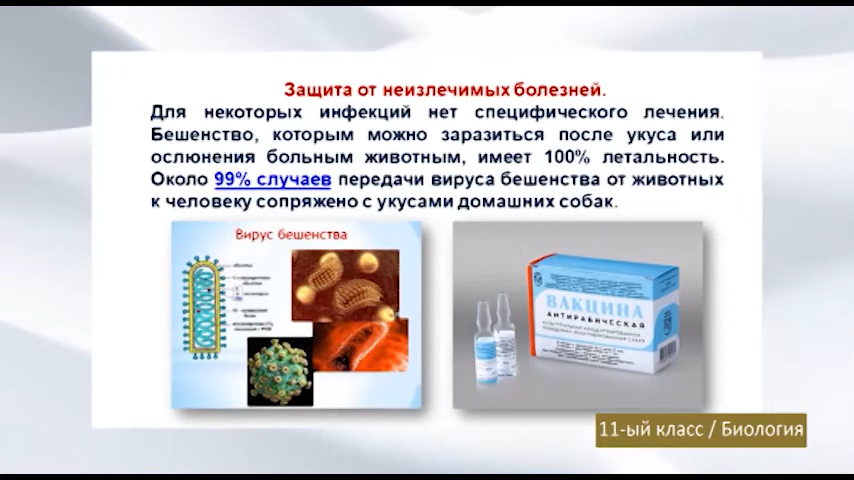 Защита от неизлечимых болезней.
Для некоторых инфекций нет специфического лечения.
Бешенство, которым можно заразиться после укуса или
ослюнения больным животным, имеет 100% летальность.
Около 99% случаев передачи вируса бешенства от животных
к человеку сопряжено с укусами домашних собак.
Вирус бешенства
ВАКЦИНА
АНТИРАБИЧЕСКАЯ
11-ый класс / Биология